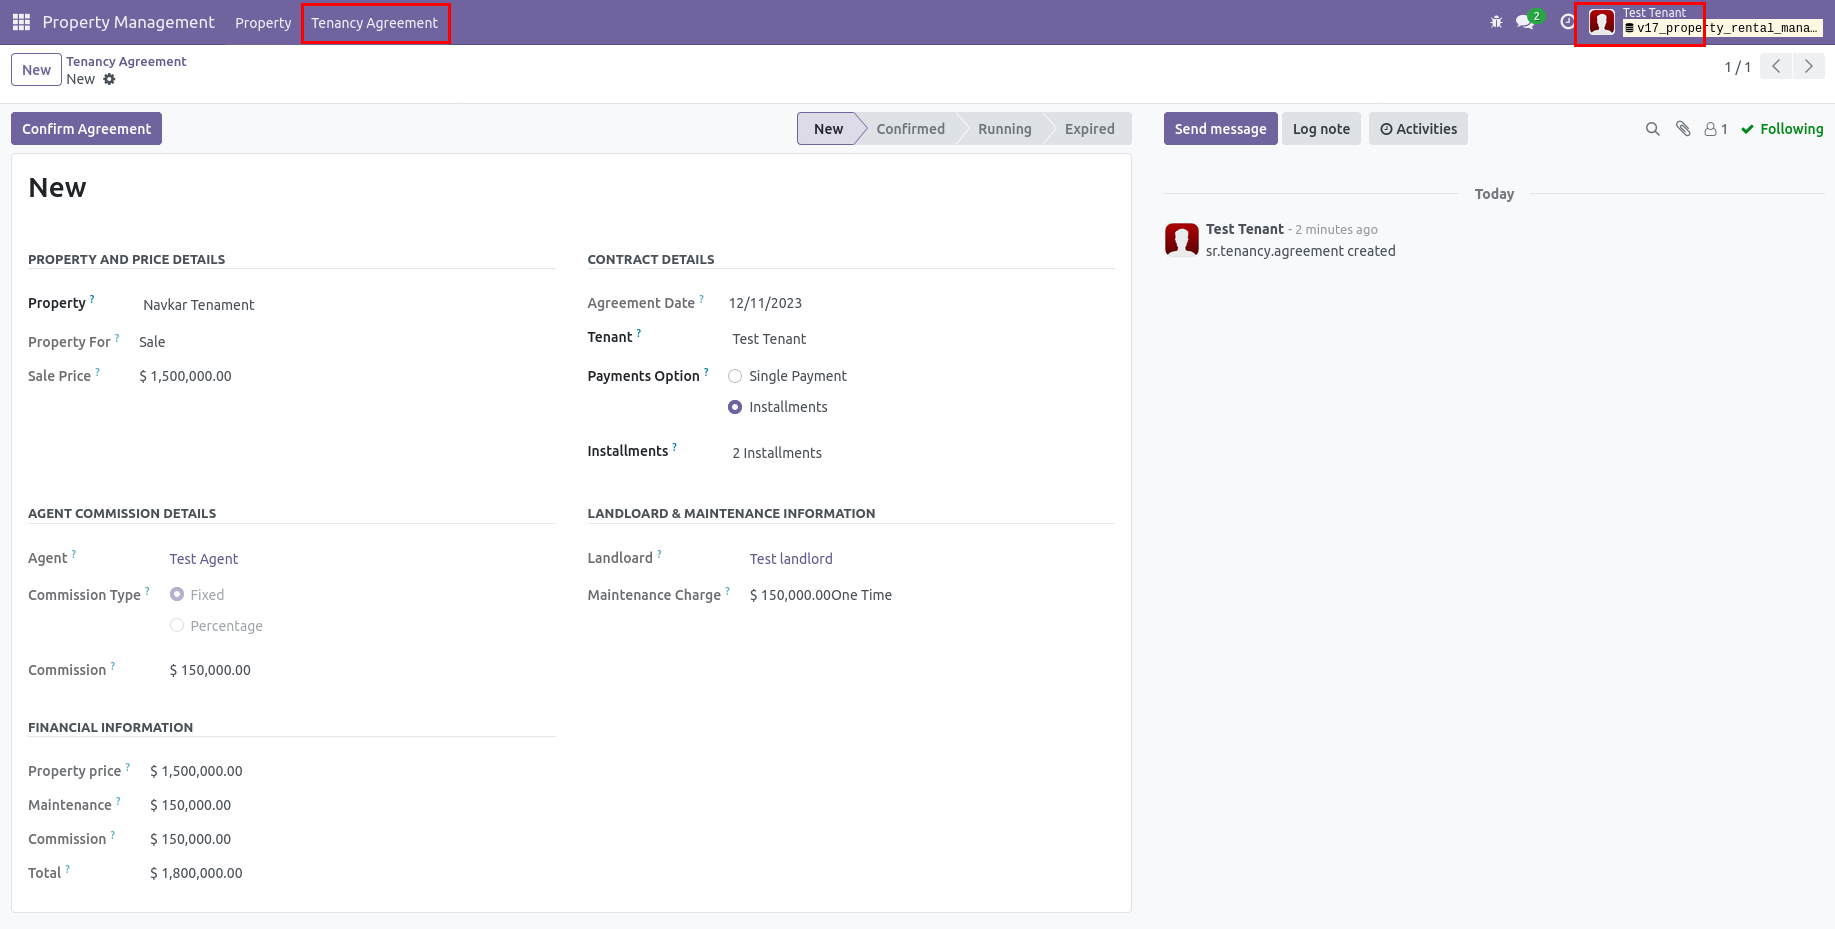 Property Management Property Tenancy Agreement 2 Test Tenant
v17_property_rental_mana...
New Tenancy Agreement
New 1 / 1
Confirm Agreement New Confirmed Running Expired Send message Log note Activities 1 Following
New
Today
Test Tenant - 2 minutes ago
sr.tenancy.agreement created
PROPERTY AND PRICE DETAILS
Property ? Navkar Tenament
Property For ? Sale
Sale Price ? $ 1,500,000.00
CONTRACT DETAILS
Agreement Date ? 12/11/2023
Tenant ? Test Tenant
Payments Option ? Single Payment
Installments
Installments ? 2 Installments
AGENT COMMISSION DETAILS
Agent ? Test Agent
Commission Type ? Fixed
Percentage
Commission ? $ 150,000.00
LANDLOARD & MAINTENANCE INFORMATION
Landloard ? Test landlord
Maintenance Charge ? $ 150,000.00One Time
FINANCIAL INFORMATION
Property price ? $ 1,500,000.00
Maintenance ? $ 150,000.00
Commission ? $ 150,000.00
Total ? $ 1,800,000.00